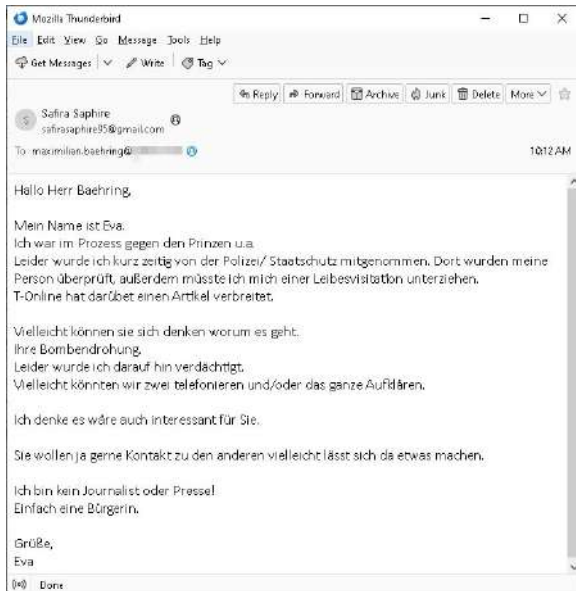 Mozilla Thunderbird
File Edit View Go Message Tools Help
Get Messages Write Tag
Reply Forward Archive Junk Delete More
S
Safira Saphire
safirasaphire95@gmail.com
To maximilian.baehring@ 10:12 AM
Hallo Herr Baehring,
Mein Name ist Eva.
Ich war im Prozess gegen den Prinzen u.a.
Leider wurde ich kurz zeitig von der Polizei/ Staatschutz mitgenommen. Dort wurden meine
Person überprüft, außerdem müsste ich mich einer Leibesvisitation unterziehen.
T-Online hat darübet einen Artikel verbreitet.
Vielleicht können sie sich denken worum es geht.
Ihre Bombendrohung.
Leider wurde ich darauf hin verdächtigt.
Vielleicht könnten wir zwei telefonieren und/oder das ganze Aufklären.
Ich denke es wäre auch interessant für Sie.
Sie wollen ja gerne Kontakt zu den anderen vielleicht lässt sich da etwas machen.
Ich bin kein Journalist oder Presse!
Einfach eine Bürgerin.
Grüße,
Eva
Done